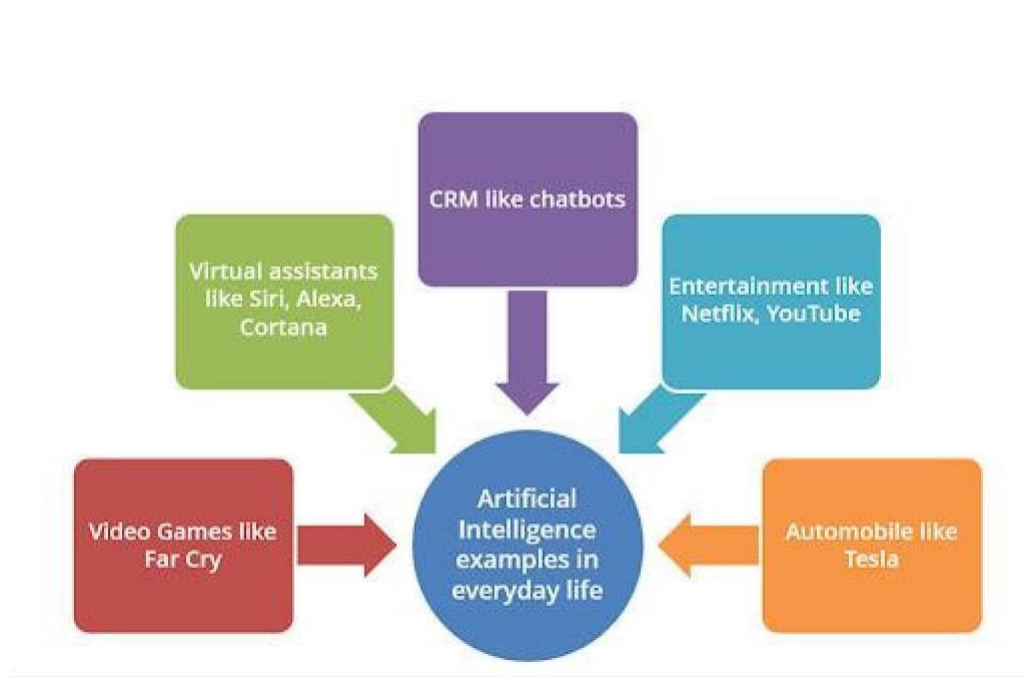 CRM like chatbots
Virtual assistants
like Siri, Alexa,
Cortana
Entertainment like
Netflix, YouTube
Video Games like
Far Cry
Artificial
Intelligence
examples in
everyday life
Automobile like
Tesla